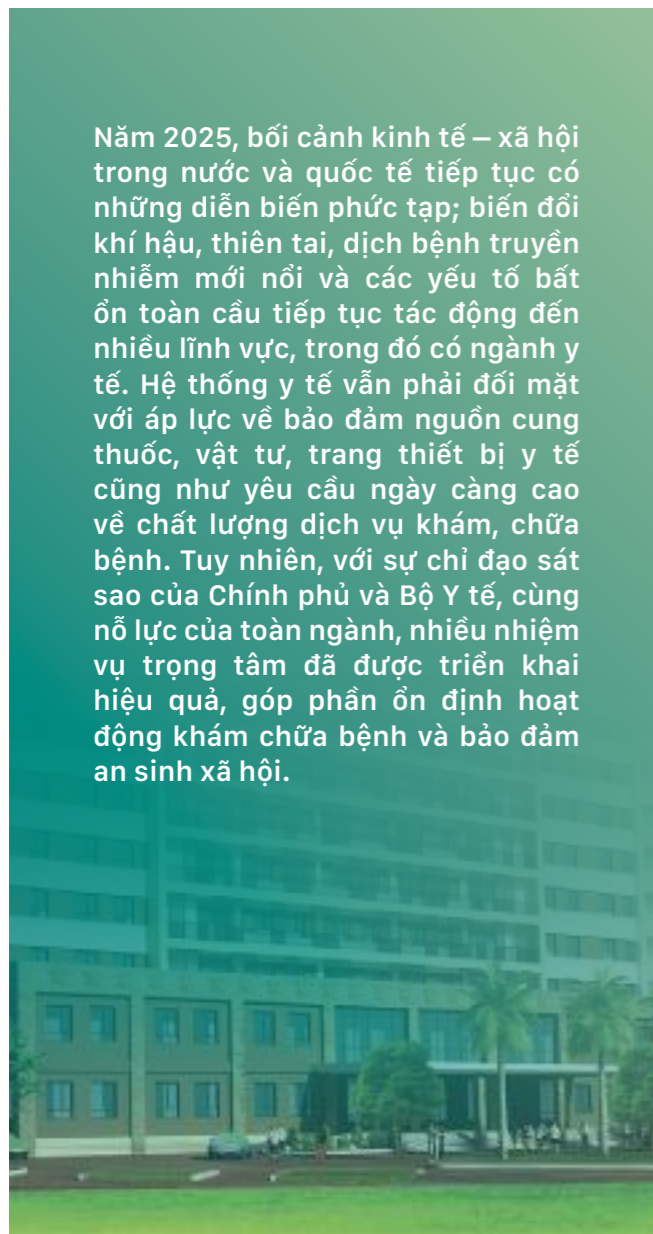 Năm 2025, bối cảnh kinh tế – xã hội
trong nước và quốc tế tiếp tục có
những diễn biến phức tạp; biến đổi
khí hậu, thiên tai, dịch bệnh truyền
nhiễm mới nổi và các yếu tố bất
ổn toàn cầu tiếp tục tác động đến
nhiều lĩnh vực, trong đó có ngành y
tế. Hệ thống y tế vẫn phải đối mặt
với áp lực về bảo đảm nguồn cung
thuốc, vật tư, trang thiết bị y tế
cũng như yêu cầu ngày càng cao
về chất lượng dịch vụ khám, chữa
bệnh. Tuy nhiên, với sự chỉ đạo sát
sao của Chính phủ và Bộ Y tế, cùng
nỗ lực của toàn ngành, nhiều nhiệm
vụ trọng tâm đã được triển khai
hiệu quả, góp phần ổn định hoạt
động khám chữa bệnh và bảo đảm
an sinh xã hội.